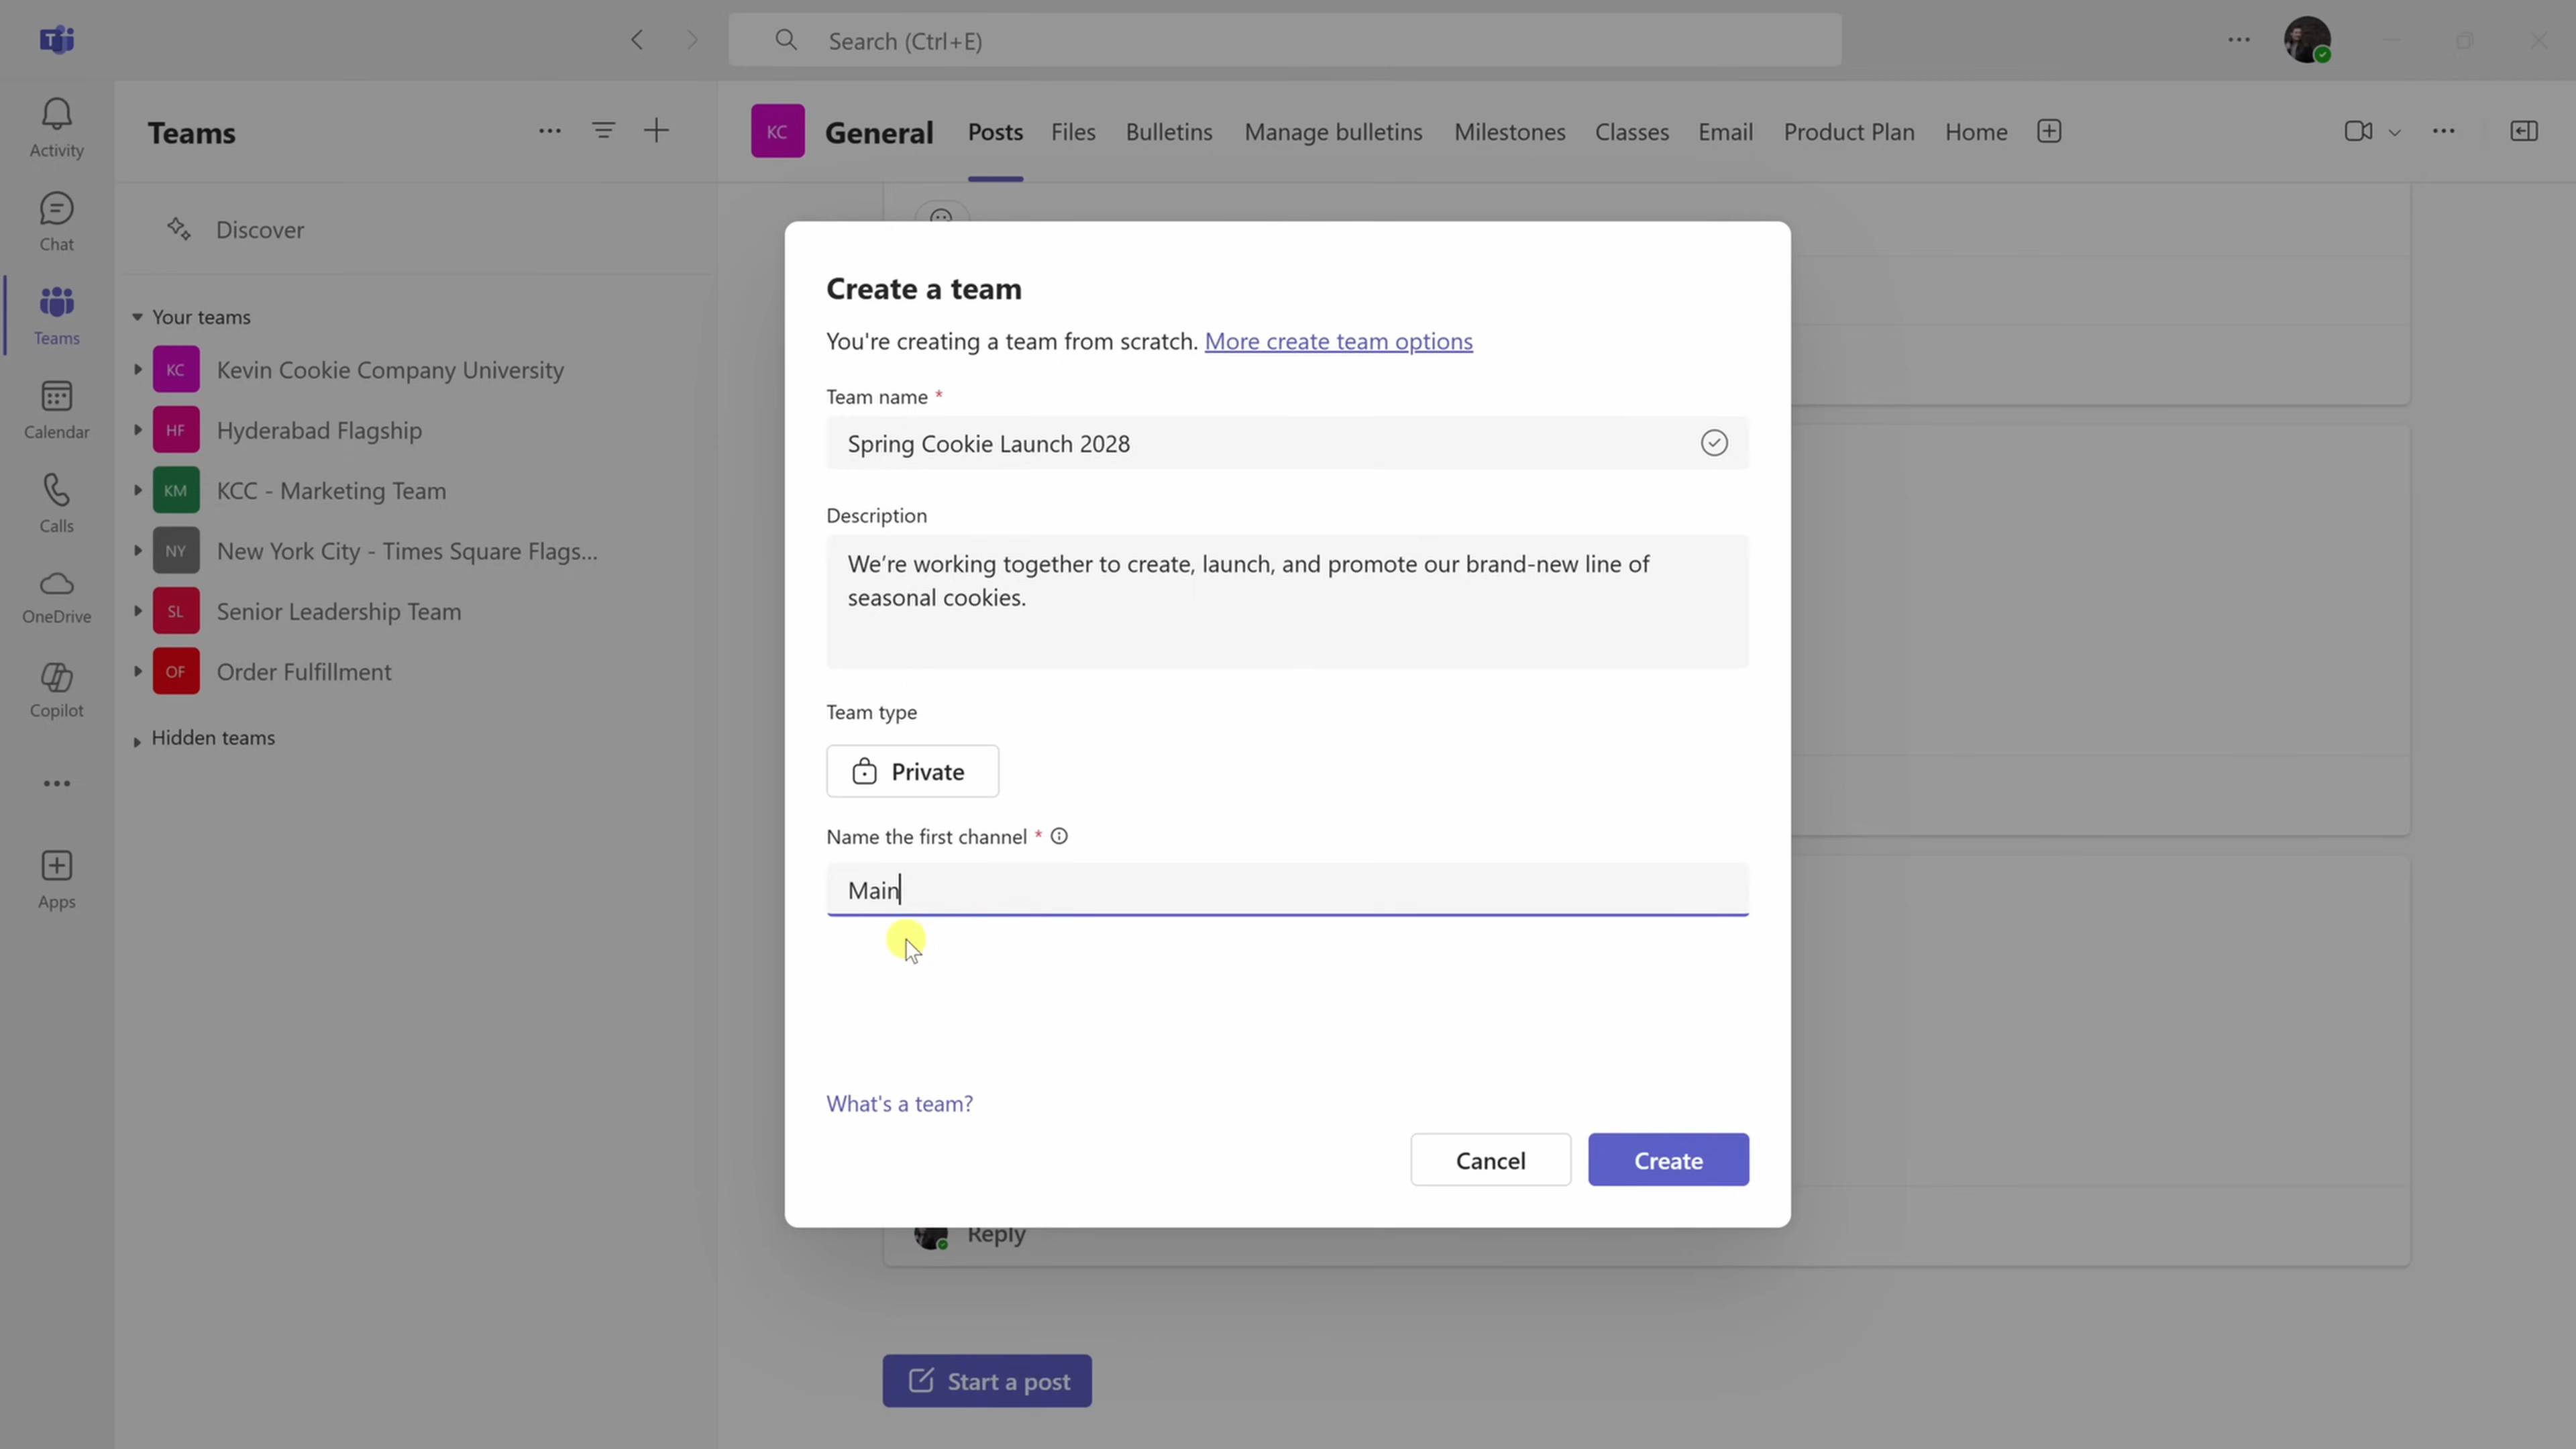 Search (Ctrl+E)
Activity
Chat
Teams
Calendar
Calls
OneDrive
Copilot
Apps
Teams
Discover
Your teams
KC Kevin Cookie Company University
HF Hyderabad Flagship
KM KCC - Marketing Team
NY New York City - Times Square Flags...
SL Senior Leadership Team
OF Order Fulfillment
Hidden teams
KC General Posts Files Bulletins Manage bulletins Milestones Classes Email Product Plan Home
Create a team
You're creating a team from scratch. More create team options
Team name *
Spring Cookie Launch 2028
Description
We're working together to create, launch, and promote our brand-new line of
seasonal cookies.
Team type
Private
Name the first channel *
Main
What's a team?
Cancel Create
Reply
Start a post